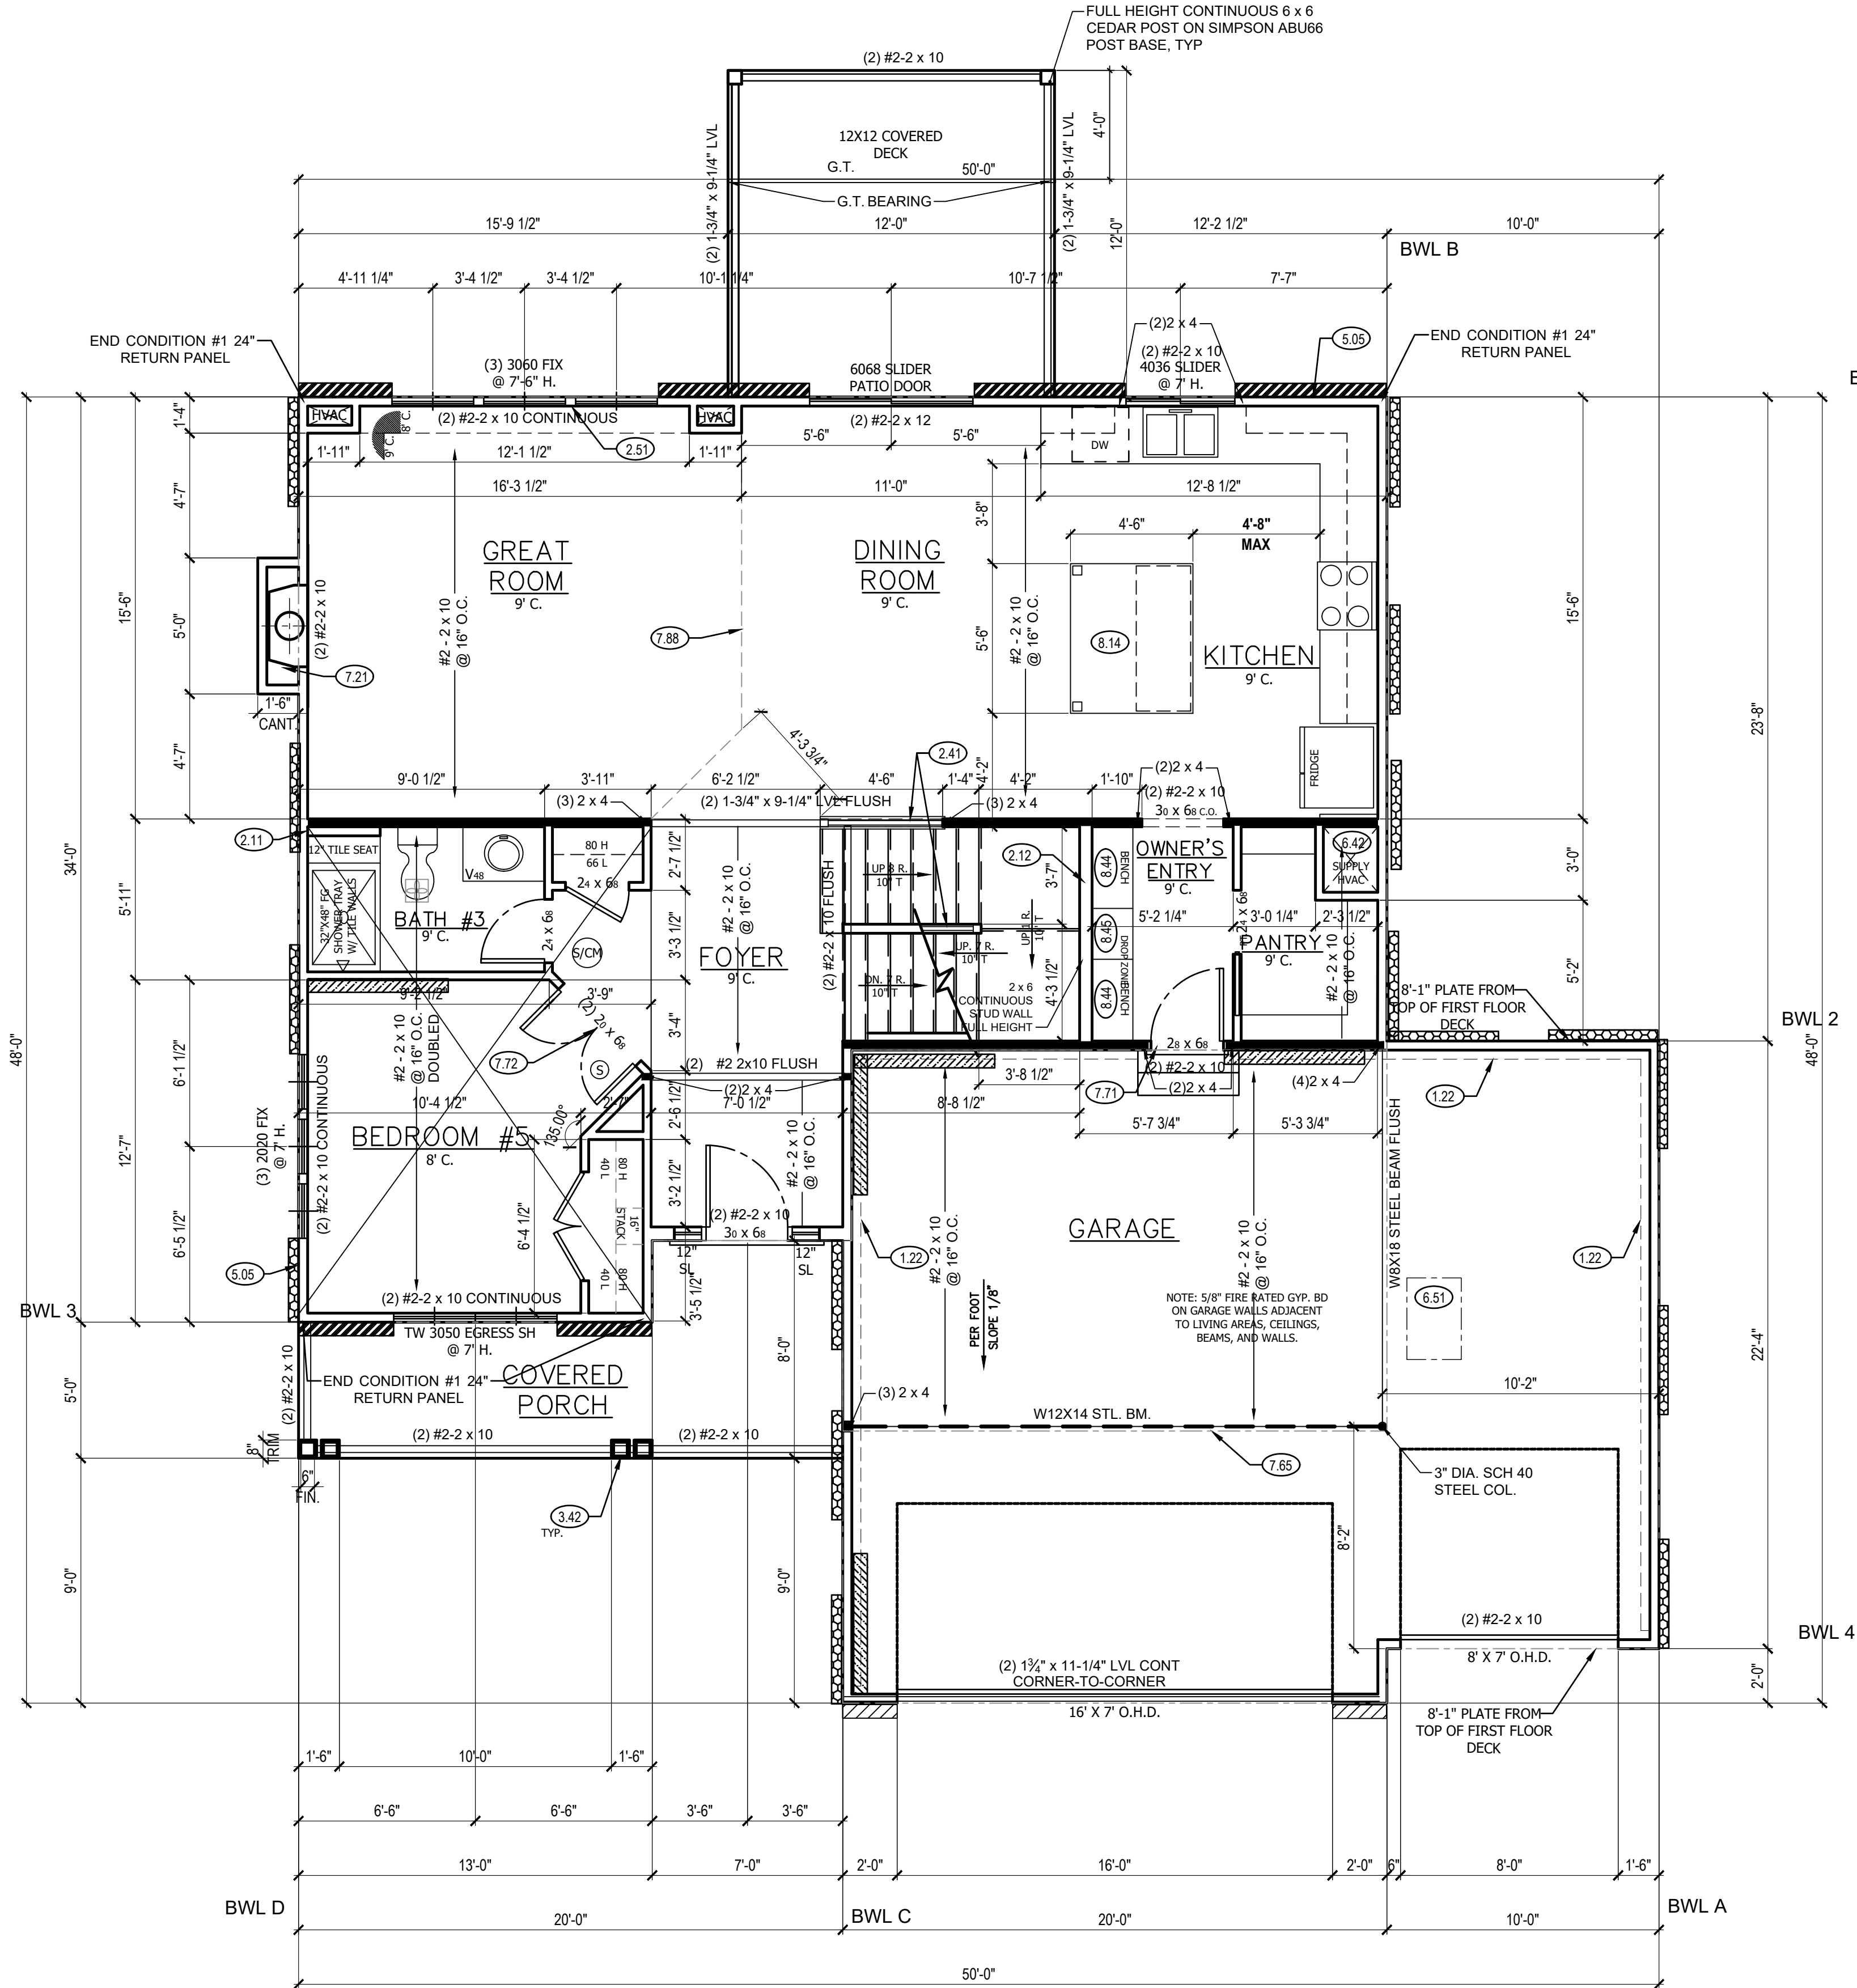 FULL HEIGHT CONTINUOUS 6 x 6
CEDAR POST ON SIMPSON ABU66
POST BASE, TYP
(2) #2-2 x 10
(2) 1-3/4" x 9-1/4" LVL
(2) 1-3/4" x 9-1/4" LVL
4'-0"
12X12 COVERED
DECK
G.T.
50'-0"
G.T. BEARING
12'-0"
15'-9 1/2"
12'-0"
12'-2 1/2"
10'-0"
BWL B
4'-11 1/4"
3'-4 1/2"
3'-4 1/2"
10'-1 1/4"
10'-7 1/2"
7'-7"
END CONDITION #1 24"
RETURN PANEL
(3) 3060 FIX
@ 7'-6" H.
6068 SLIDER
PATIO DOOR
(2)2 x 4
(2) #2-2 x 10
4036 SLIDER
@ 7' H.
5.05
END CONDITION #1 24"
RETURN PANEL
HVAC
8' C.
9' C.
(2) #2-2 x 10 CONTINUOUS
HVAC
(2) #2-2 x 12
5'-6"
5'-6"
DW
2.51
1'-11"
12'-1 1/2"
1'-11"
16'-3 1/2"
11'-0"
12'-8 1/2"
1'-4"
4'-7"
5'-0"
4'-7"
15'-6"
34'-0"
48'-0"
3'-8"
4'-6"
4'-8"
MAX
GREAT
ROOM
9' C.
DINING
ROOM
9' C.
(2) #2-2 x 10
#2 - 2 x 10
@ 16" O.C.
7.88
5'-6"
#2 - 2 x 10
@ 16" O.C.
8.14
KITCHEN
9' C.
7.21
1'-6"
CANT.
4'-3 3/4"
2.41
FRIDGE
15'-6"
23'-8"
9'-0 1/2"
3'-11"
6'-2 1/2"
4'-6"
1'-4"
4'-2"
4'-2"
1'-10"
(2)2 x 4
(3) 2 x 4
(2) 1-3/4" x 9-1/4" LVL FLUSH
(3) 2 x 4
(2) #2-2 x 10
30 x 68 C.O.
2.11
12" TILE SEAT
V48
80 H
66 L
24 x 68
2'-7 1/2"
32"X48" FG
SHOWER TRAY
W/ TILE WALLS
BATH #3
9' C.
24 x 68
S/CM
3'-3 1/2"
#2 - 2 x 10
@ 16" O.C.
FOYER
9' C.
(2) #2-2 x 10 FLUSH
UP 8 R.
10" T
UP. 7 R.
10" T
DN. 7 R.
10" T
UP 1 R.
10" T
2.12
3'-7"
4'-3 1/2"
2 x 6
CONTINUOUS
STUD WALL
FULL HEIGHT
8.44
BENCH
8.45
DROP ZONE
8.44
BENCH
OWNER'S
ENTRY
9' C.
5'-2 1/4"
24 x 68
3'-0 1/4"
2'-3 1/2"
PANTRY
9' C.
6.42
SUPPLY
HVAC
#2 - 2 x 10
@ 16" O.C.
3'-0"
5'-2"
8'-1" PLATE FROM
TOP OF FIRST FLOOR
DECK
BWL 2
48'-0"
5'-11"
9'-2 1/2"
3'-9"
#2 - 2 x 10
@ 16" O.C.
DOUBLED
(2) 20 x 68
7.72
S
3'-4"
(2) #2 2x10 FLUSH
(2)2 x 4
28 x 68
(2) #2-2 x 10
(2)2 x 4
7.71
3'-8 1/2"
(4)2 x 4
1.22
6'-1 1/2"
12'-7"
6'-5 1/2"
(3) 2020 FIX
@ 7' H.
(2) #2-2 x 10 CONTINUOUS
10'-4 1/2"
2'-7"
7'-0 1/2"
8'-8 1/2"
5'-7 3/4"
5'-3 3/4"
BEDROOM #5
8' C.
135.00°
2'-6 1/2"
3'-2 1/2"
#2 - 2 x 10
@ 16" O.C.
80 H
40 L
16"
STACK
80 H
40 L
6'-4 1/2"
(2) #2-2 x 10
30 x 68
12"
SL
12"
SL
3'-5 1/2"
GARAGE
W8X18 STEEL BEAM FLUSH
1.22
#2 - 2 x 10
@ 16" O.C.
#2 - 2 x 10
@ 16" O.C.
1.22
5.05
BWL 3
(2) #2-2 x 10 CONTINUOUS
TW 3050 EGRESS SH
@ 7' H.
NOTE: 5/8" FIRE RATED GYP. BD
ON GARAGE WALLS ADJACENT
TO LIVING AREAS, CEILINGS,
BEAMS, AND WALLS.
6.51
PER FOOT
SLOPE 1/8"
22'-4"
END CONDITION #1 24"
RETURN PANEL
COVERED
PORCH
(2) #2-2 x 10
8'-0"
5'-0"
10'-2"
(3) 2 x 4
W12X14 STL. BM.
(2) #2-2 x 10
(2) #2-2 x 10
8"
TRIM
6"
FIN.
7.65
3" DIA. SCH 40
STEEL COL.
3.42
TYP.
8'-2"
9'-0"
9'-0"
(2) #2-2 x 10
8' X 7' O.H.D.
BWL 4
2'-0"
(2) 1¾" x 11-1/4" LVL CONT
CORNER-TO-CORNER
16' X 7' O.H.D.
8'-1" PLATE FROM
TOP OF FIRST FLOOR
DECK
1'-6"
10'-0"
1'-6"
6'-6"
6'-6"
3'-6"
3'-6"
13'-0"
7'-0"
2'-0"
16'-0"
2'-0"
6"
8'-0"
1'-6"
BWL D
20'-0"
BWL C
20'-0"
10'-0"
BWL A
50'-0"